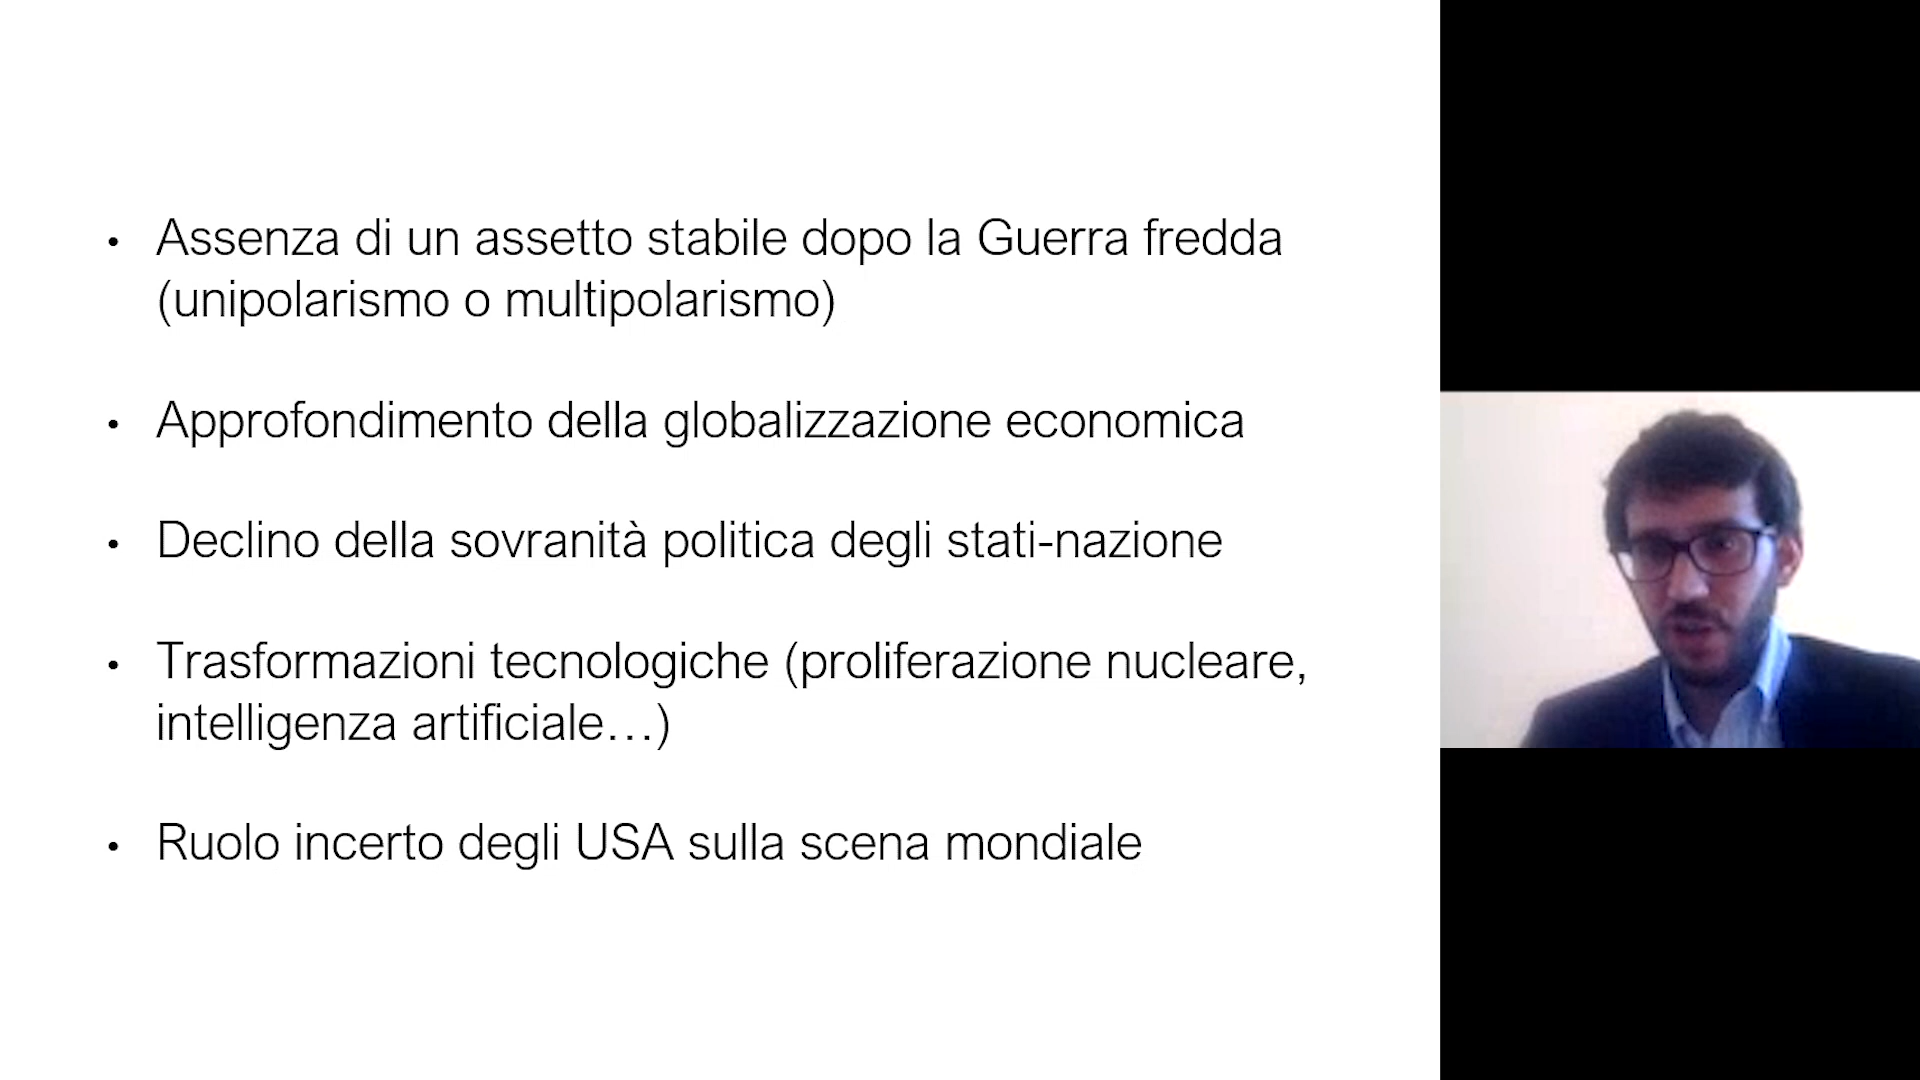 • Assenza di un assetto stabile dopo la Guerra fredda
(unipolarismo o multipolarismo)
• Approfondimento della globalizzazione economica
• Declino della sovranità politica degli stati-nazione
• Trasformazioni tecnologiche (proliferazione nucleare,
intelligenza artificiale…)
• Ruolo incerto degli USA sulla scena mondiale